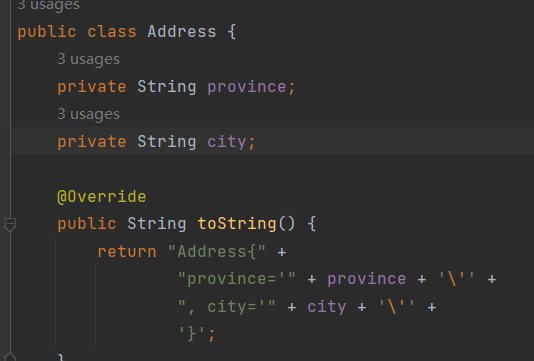 3 usages
public class Address {
3 usages
private String province;
3 usages
private String city;
@Override
public String toString() {
return "Address{" +
"province='" + province + '\'' +
", city='" + city + '\'' +
'}';
}